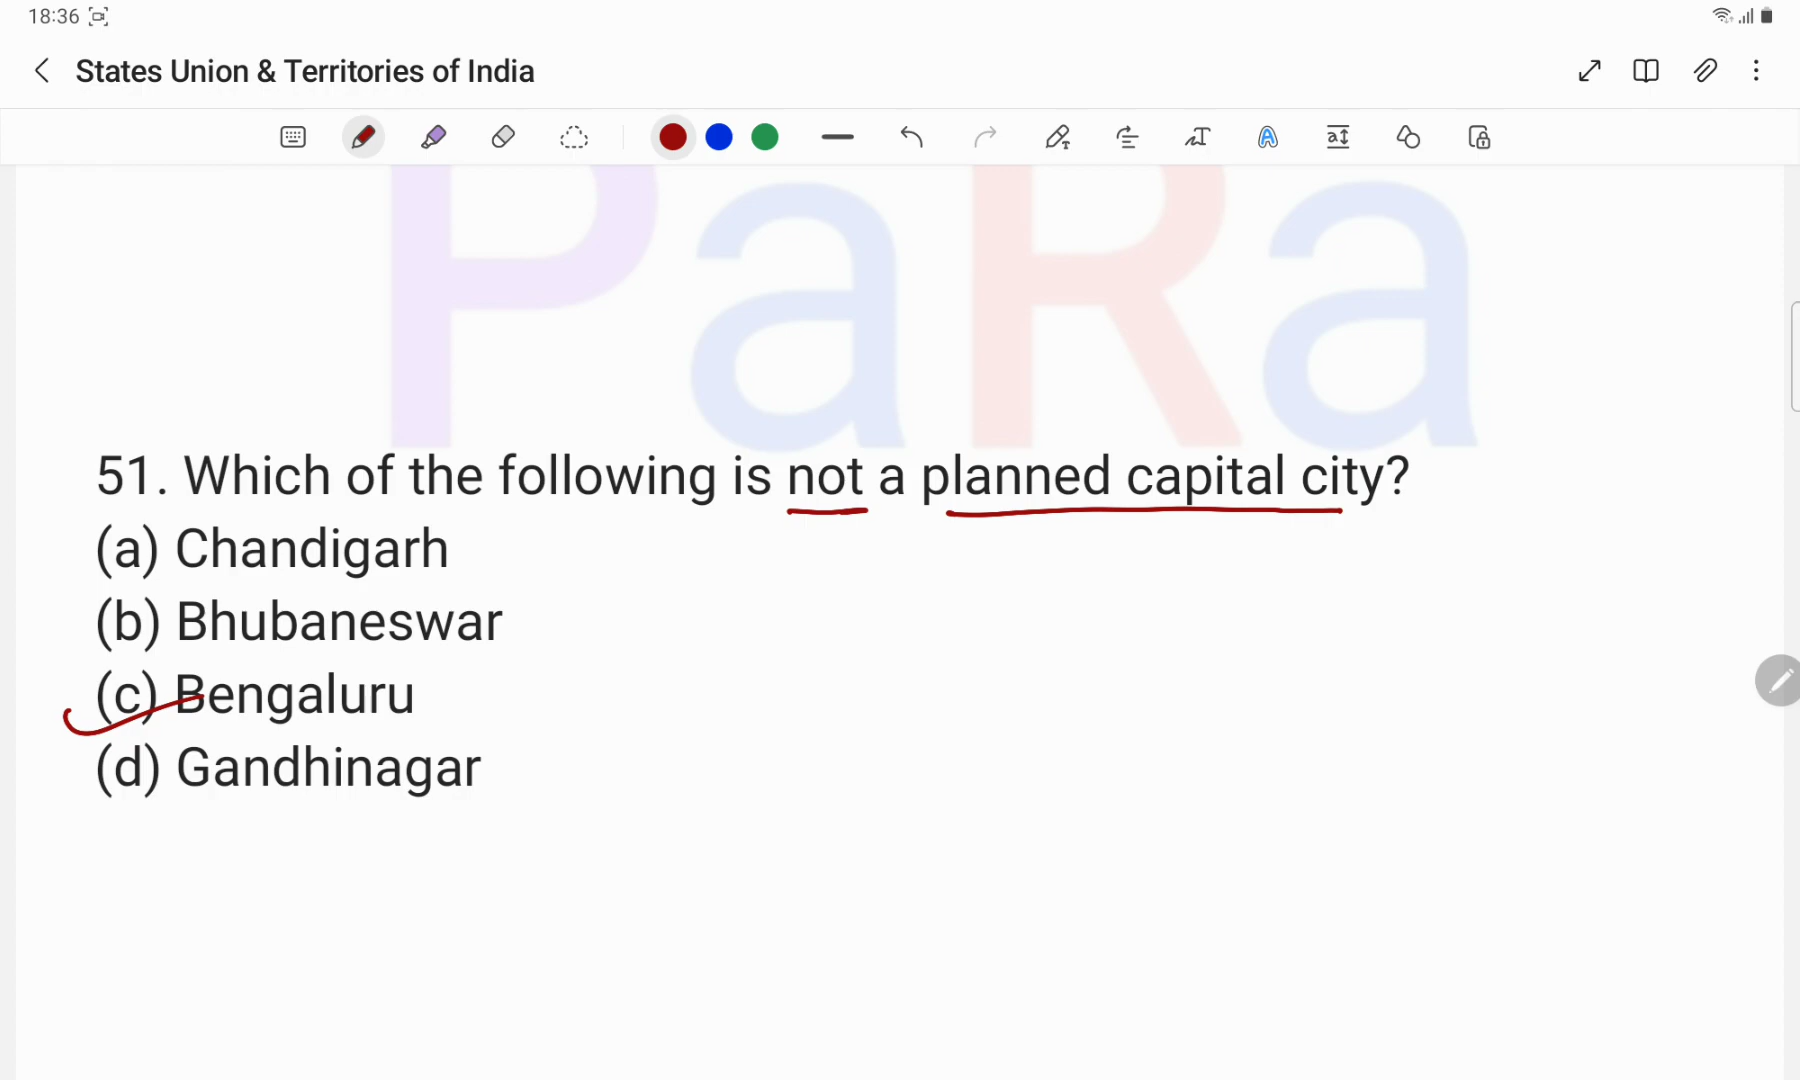 18:36
States Union & Territories of India
PaRa
51. Which of the following is not a planned capital city?
(a) Chandigarh
(b) Bhubaneswar
(c) Bengaluru
(d) Gandhinagar